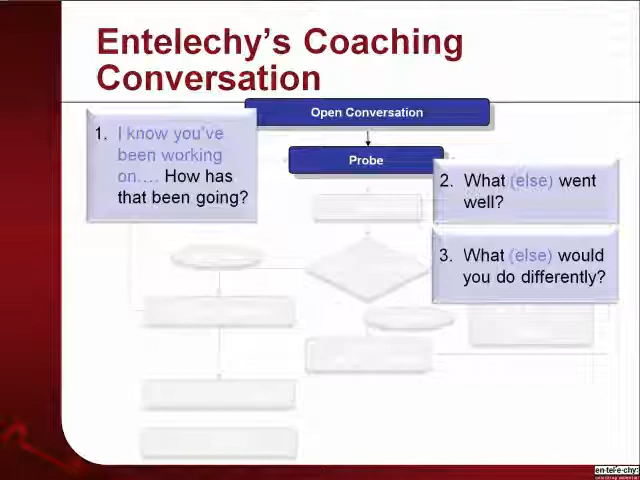 Entelechy's Coaching
Conversation
Open Conversation
1. I know you've
been working
on.... How has
that been going?
Probe
2. What (else) went
well?
3. What (else) would
you do differently?
en·tel·e·chy: